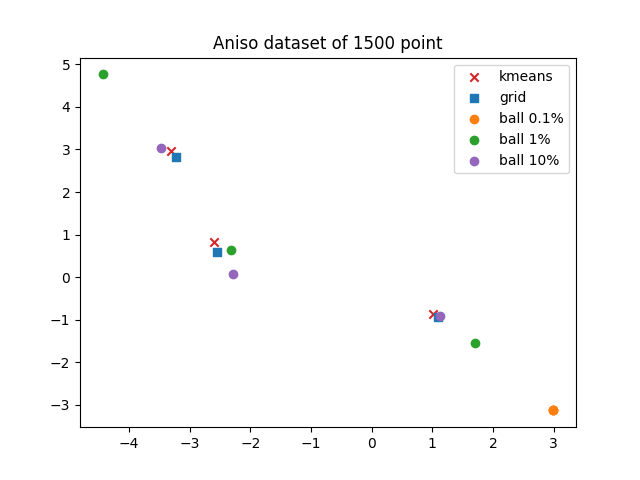 Aniso dataset of 1500 point
kmeans
grid
ball 0.1%
ball 1%
ball 10%
5
4
3
2
1
0
−1
−2
−3
−4 −3 −2 −1 0 1 2 3